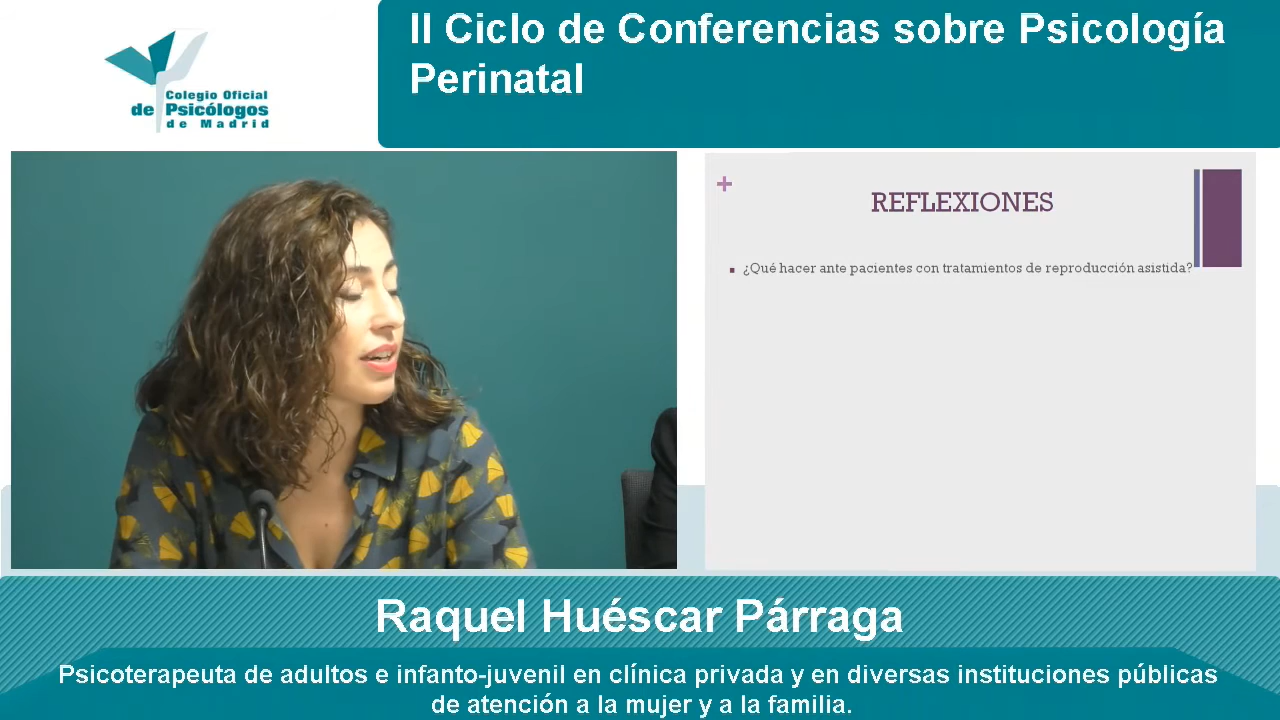 II Ciclo de Conferencias sobre Psicología
Perinatal
Colegio Oficial
de Psicólogos
de Madrid
+
REFLEXIONES
▪ ¿Qué hacer ante pacientes con tratamientos de reproducción asistida?
Raquel Huéscar Párraga
Psicoterapeuta de adultos e infanto-juvenil en clínica privada y en diversas instituciones públicas
de atención a la mujer y a la familia.